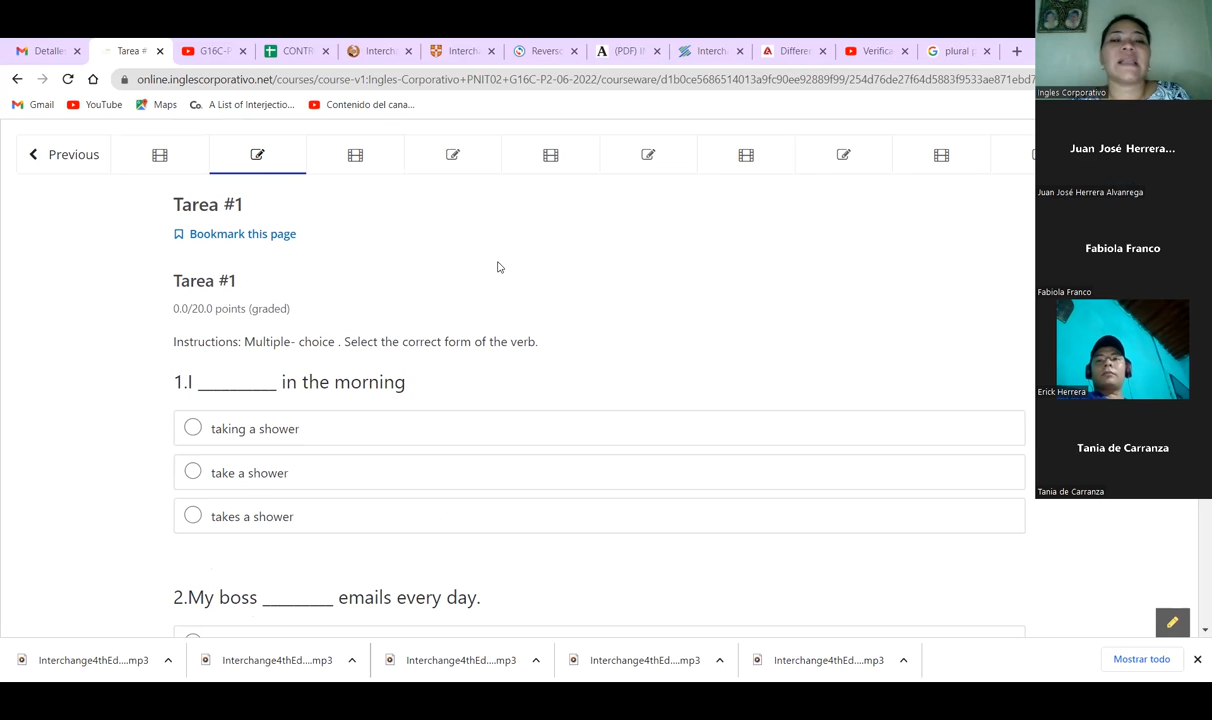 Detalle
Tarea #
G16C-P
CONTR
Interch
Interch
Reverso
(PDF) I
Interch
Differe
Verifica
plural p
online.inglescorporativo.net/courses/course-v1:Ingles-Corporativo+PNIT02+G16C-P2-06-2022/courseware/d1b0ce5686514013a9fc90ee92889f99/254d76de27f64d5883f9533ae871ebd7
Gmail
YouTube
Maps
A List of Interjectio...
Contenido del cana...
Previous
Tarea #1
Bookmark this page
Tarea #1
0.0/20.0 points (graded)
Instructions: Multiple- choice . Select the correct form of the verb.
1.I __________ in the morning
taking a shower
take a shower
takes a shower
2.My boss _________ emails every day.
Interchange4thEd....mp3
Interchange4thEd....mp3
Interchange4thEd....mp3
Interchange4thEd....mp3
Interchange4thEd....mp3
Mostrar todo
Ingles Corporativo
Juan José Herrera...
Juan José Herrera Alvanrega
Fabiola Franco
Fabiola Franco
Erick Herrera
Tania de Carranza
Tania de Carranza